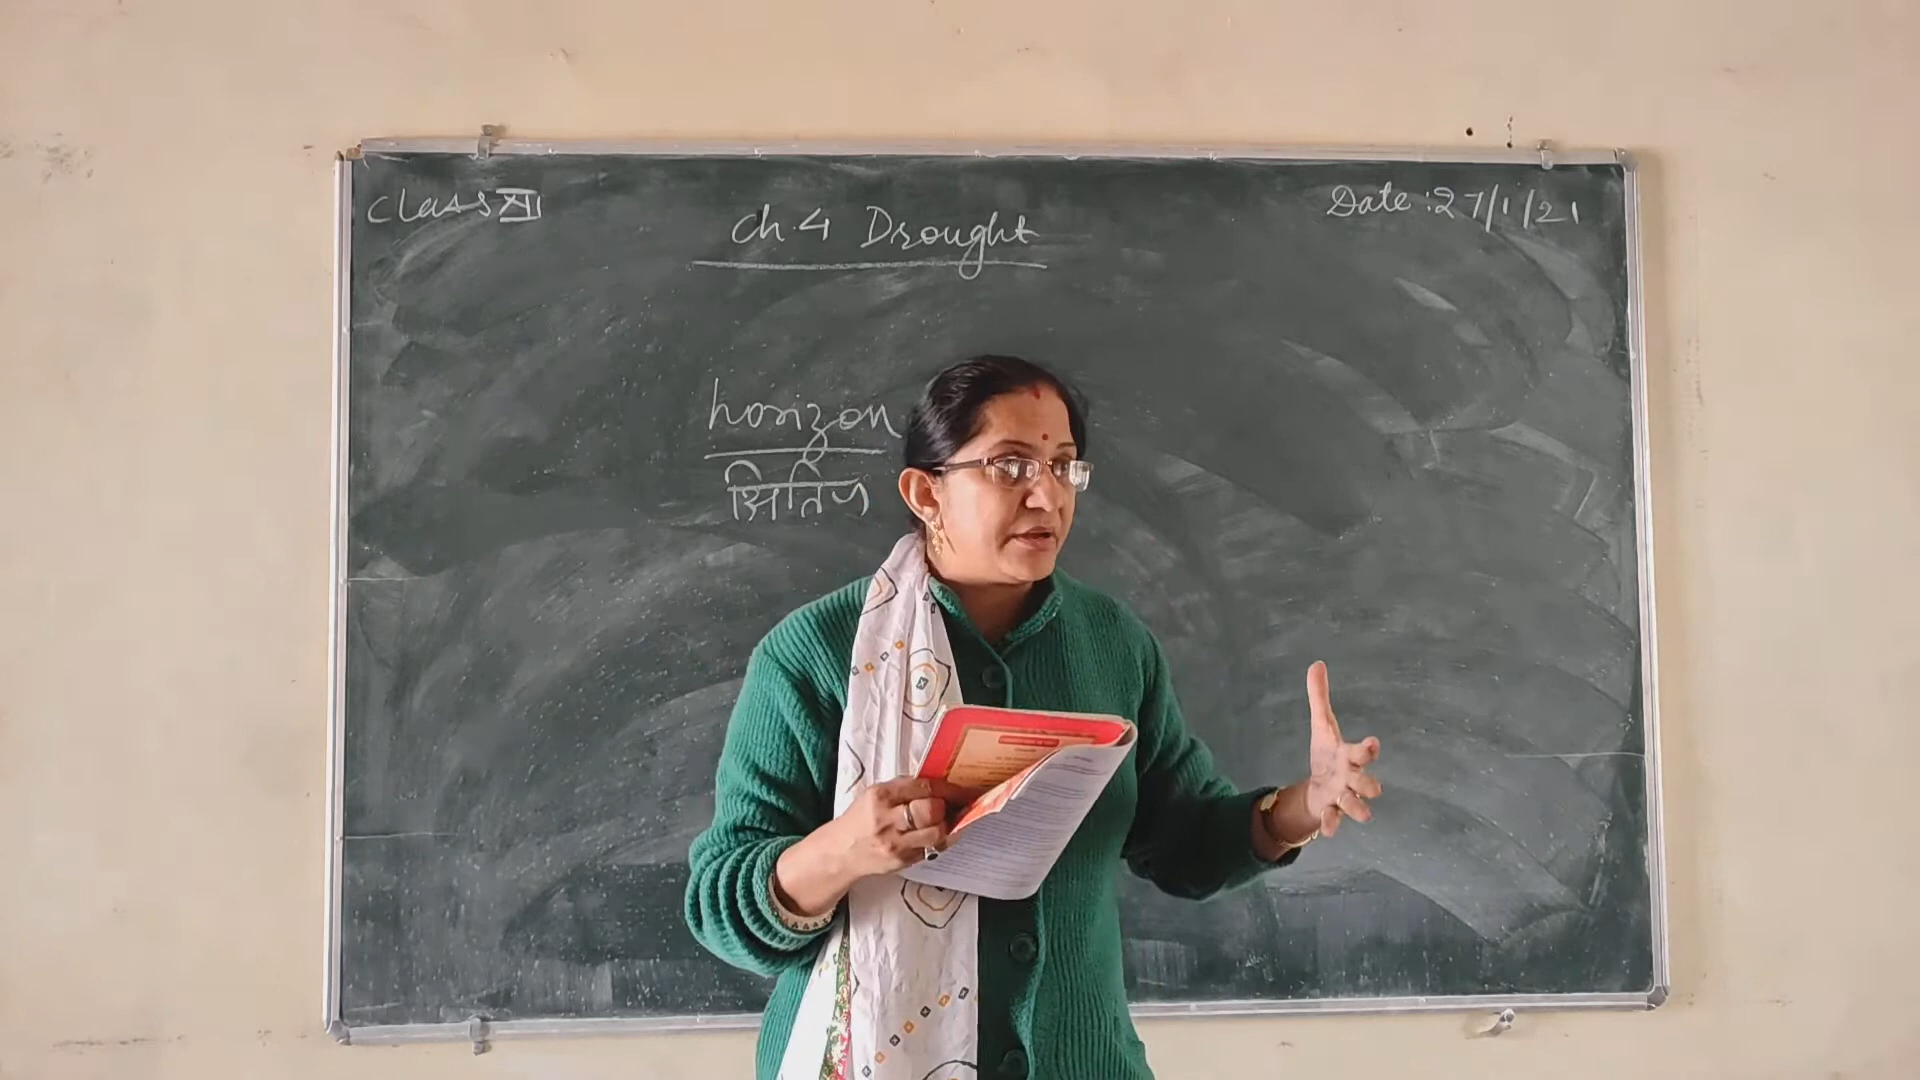 Class XI
Date : 27/1/21
Ch. 4 Drought
horizon
क्षितिज